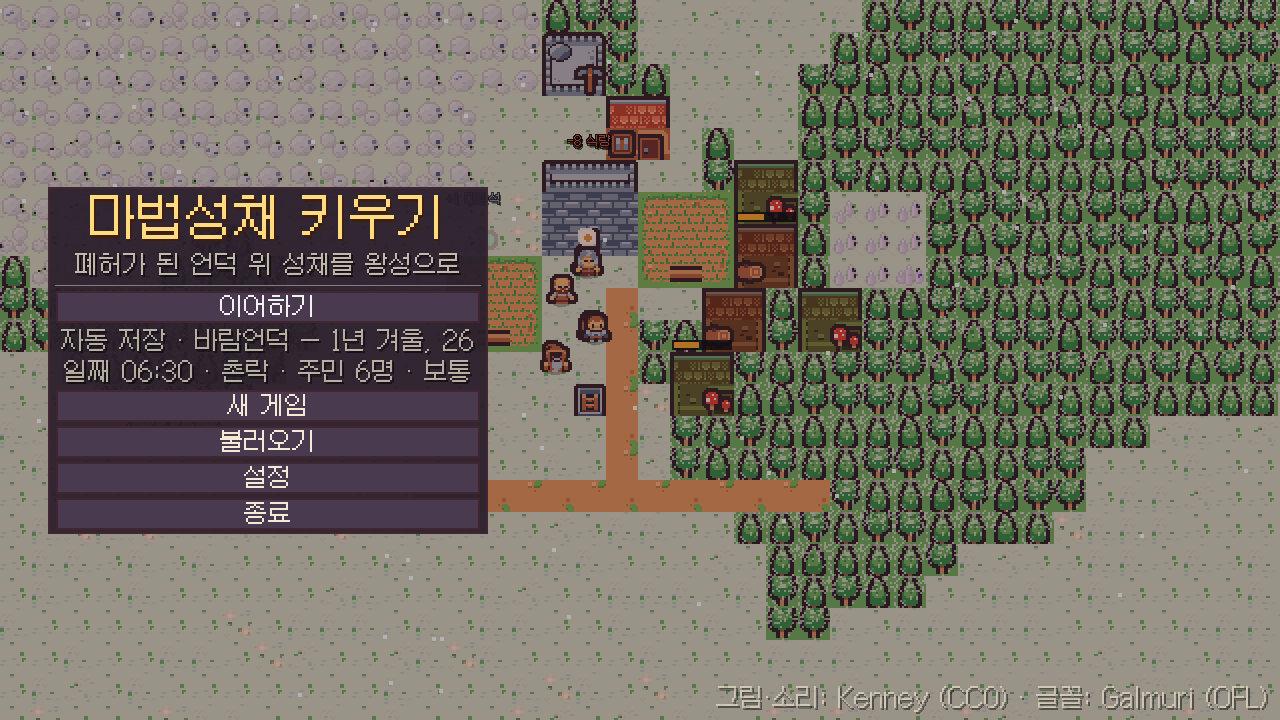 -8 식량
마법성채 키우기
폐허가 된 언덕 위 성채를 왕성으로
이어하기
자동 저장 · 바람언덕 — 1년 겨울, 26
일째 06:30 · 촌락 · 주민 6명 · 보통
새 게임
불러오기
설정
종료
그림·소리: Kenney (CC0) · 글꼴: Galmuri (OFL)